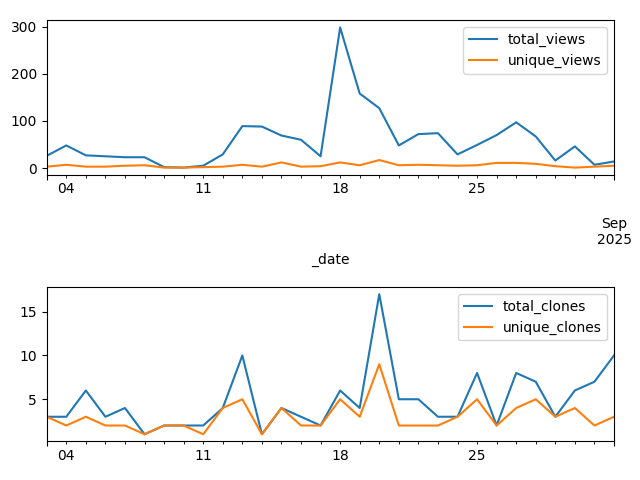 300
200
100
0
total_views
unique_views
04
11
18
25
Sep
2025
_date
15
10
5
total_clones
unique_clones
04
11
18
25